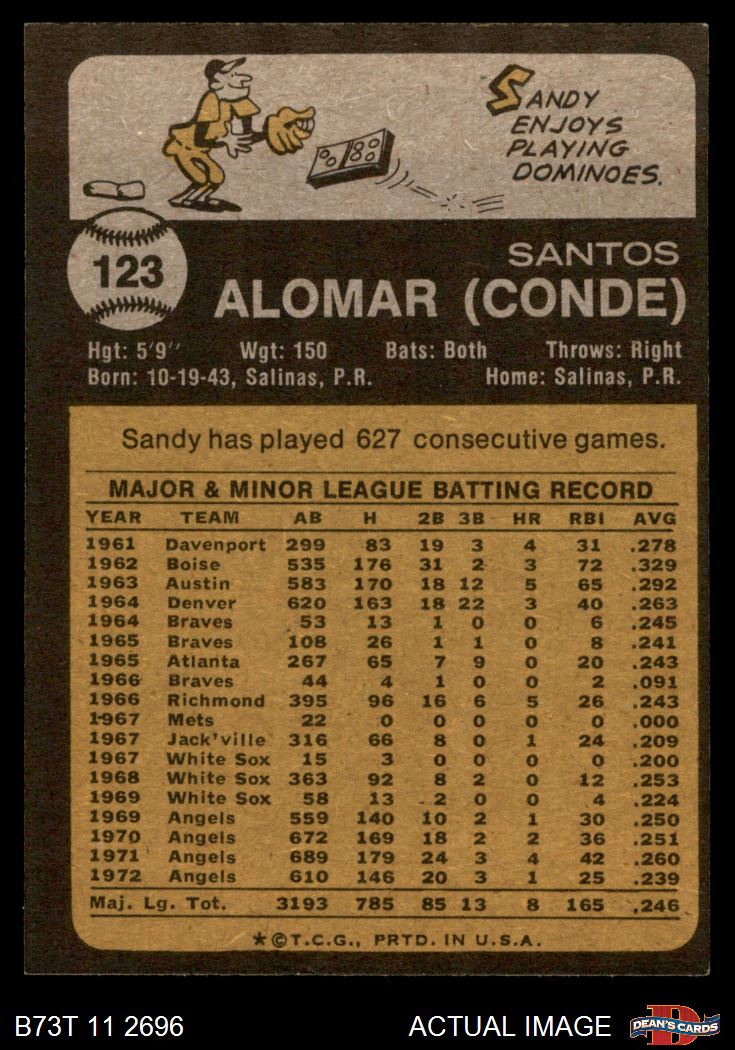 SANDY
ENJOYS
PLAYING
DOMINOES.
123
SANTOS
ALOMAR (CONDE)
Hgt: 5'9" Wgt: 150 Bats: Both Throws: Right
Born: 10-19-43, Salinas, P.R. Home: Salinas, P.R.
Sandy has played 627 consecutive games.
MAJOR & MINOR LEAGUE BATTING RECORD
YEAR TEAM AB H 2B 3B HR RBI AVG
1961 Davenport 299 83 19 3 4 31 .278
1962 Boise 535 176 31 2 3 72 .329
1963 Austin 583 170 18 12 5 65 .292
1964 Denver 620 163 18 22 3 40 .263
1964 Braves 53 13 1 0 0 6 .245
1965 Braves 108 26 1 1 0 8 .241
1965 Atlanta 267 65 7 9 0 20 .243
1966 Braves 44 4 1 0 0 2 .091
1966 Richmond 395 96 16 6 5 26 .243
1967 Mets 22 0 0 0 0 0 .000
1967 Jack'ville 316 66 8 0 1 24 .209
1967 White Sox 15 3 0 0 0 0 .200
1968 White Sox 363 92 8 2 0 12 .253
1969 White Sox 58 13 2 0 0 4 .224
1969 Angels 559 140 10 2 1 30 .250
1970 Angels 672 169 18 2 2 36 .251
1971 Angels 689 179 24 3 4 42 .260
1972 Angels 610 146 20 3 1 25 .239
Maj. Lg. Tot. 3193 785 85 13 8 165 .246
★©T.C.G., PRTD. IN U.S.A.
B73T 11 2696 ACTUAL IMAGE D DEAN'S CARDS